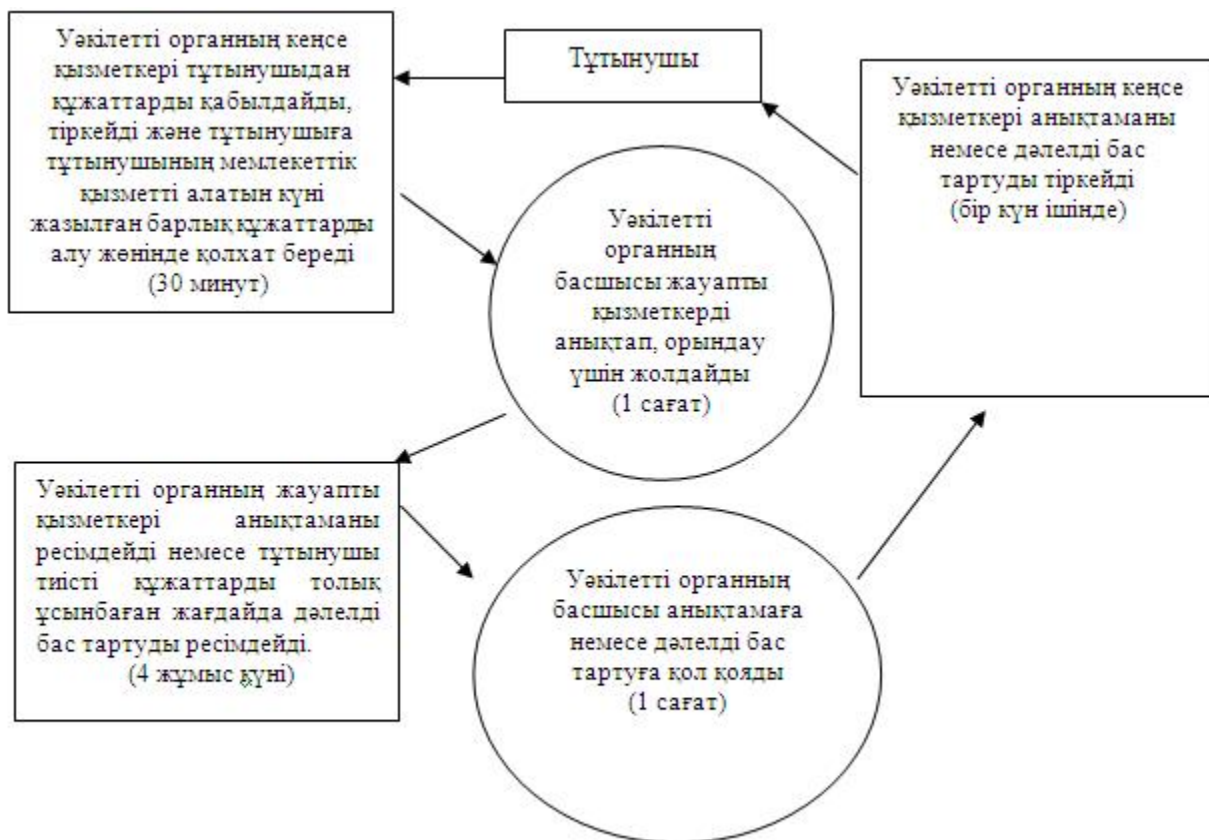 Тұтынушы
Уәкілетті органның кеңсе
қызметкері тұтынушыдан
құжаттарды қабылдайды,
тіркейді және тұтынушыға
тұтынушының мемлекеттік
қызметті алатын күні
жазылған барлық құжаттарды
алу жөнінде қолхат береді
(30 минут)
Уәкілетті
органның
басшысы жауапты
қызметкерді
анықтап, орындау
үшін жолдайды
(1 сағат)
Уәкілетті органның жауапты
қызметкері анықтаманы
ресімдейді немесе тұтынушы
тиісті құжаттарды толық
ұсынбаған жағдайда дәлелді
бас тартуды ресімдейді.
(4 жұмыс күні)
Уәкілетті органның
басшысы анықтамаға
немесе дәлелді бас
тартуға қол қояды
(1 сағат)
Уәкілетті органның кеңсе
қызметкері анықтаманы
немесе дәлелді бас
тартуды тіркейді
(бір күн ішінде)